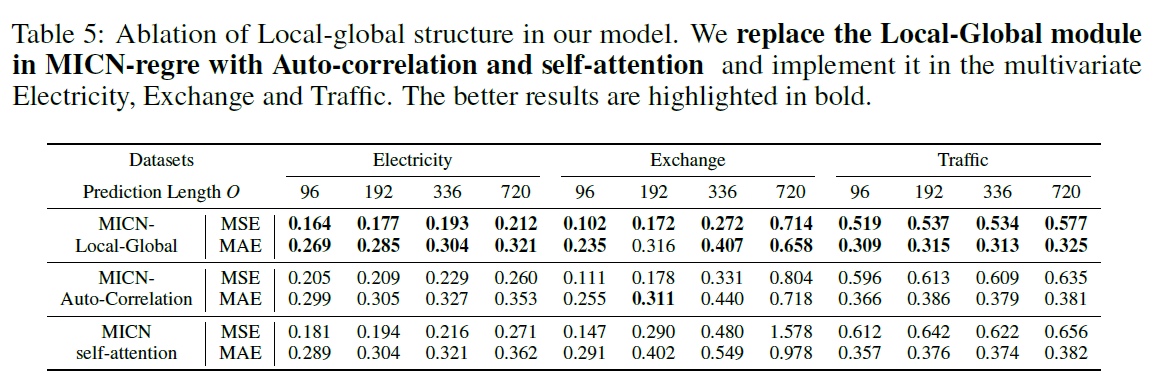 Table 5: Ablation of Local-global structure in our model. We replace the Local-Global module
in MICN-regre with Auto-correlation and self-attention and implement it in the multivariate
Electricity, Exchange and Traffic. The better results are highlighted in bold.
Datasets Electricity Exchange Traffic
Prediction Length O 96 192 336 720 96 192 336 720 96 192 336 720
MICN- MSE 0.164 0.177 0.193 0.212 0.102 0.172 0.272 0.714 0.519 0.537 0.534 0.577
Local-Global MAE 0.269 0.285 0.304 0.321 0.235 0.316 0.407 0.658 0.309 0.315 0.313 0.325
MICN- MSE 0.205 0.209 0.229 0.260 0.111 0.178 0.331 0.804 0.596 0.613 0.609 0.635
Auto-Correlation MAE 0.299 0.305 0.327 0.353 0.255 0.311 0.440 0.718 0.366 0.386 0.379 0.381
MICN MSE 0.181 0.194 0.216 0.271 0.147 0.290 0.480 1.578 0.612 0.642 0.622 0.656
self-attention MAE 0.289 0.304 0.321 0.362 0.291 0.402 0.549 0.978 0.357 0.376 0.374 0.382